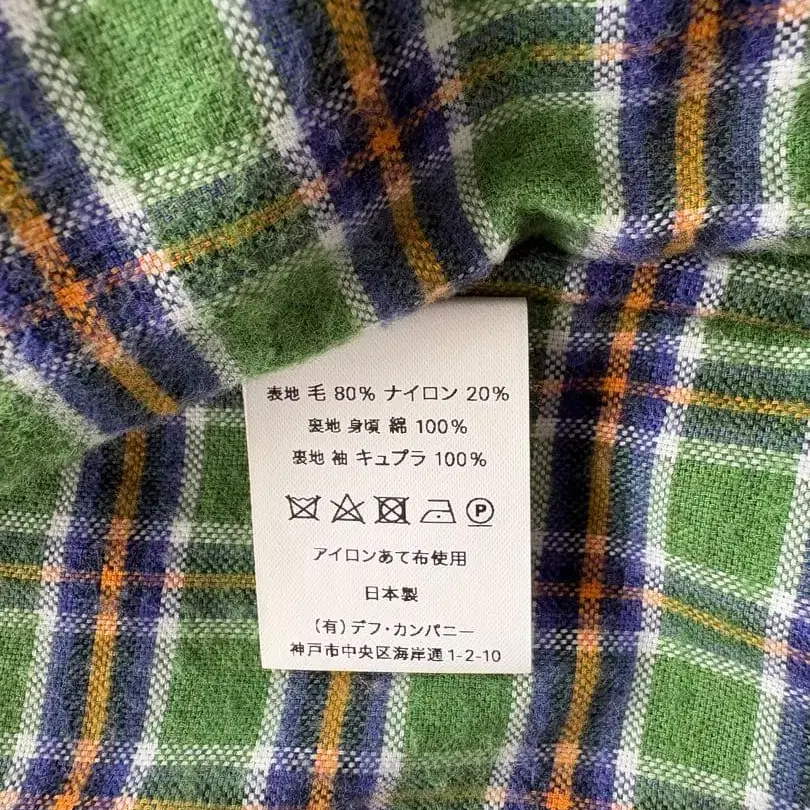 表地 毛 80% ナイロン 20%
裏地 身頃 綿 100%
裏地 袖 キュプラ 100%
P
アイロンあて布使用
日本製
(有)デフ・カンパニー
神戸市中央区海岸通1-2-10